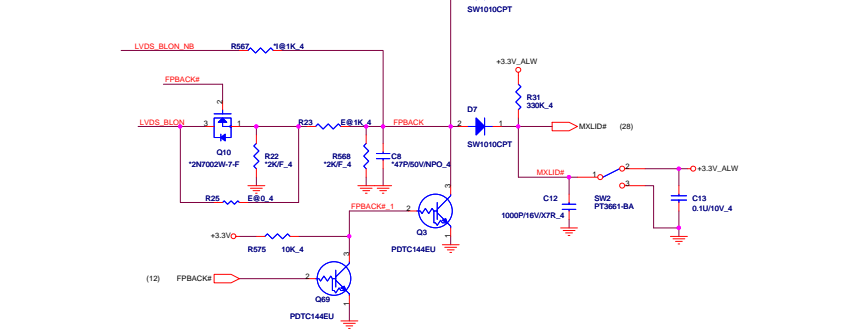 SW1010CPT
LVDS_BLON_NB
R567
*I@1K_4
+3.3V_ALW
FPBACK#
2
R31
330K_4
D7
LVDS_BLON
3
1
R23
E@1K_4
FPBACK
2
1
MXLID#
(28)
Q10
*2N7002W-7-F
R22
*2K/F_4
R568
*2K/F_4
C8
*47P/50V/NPO_4
SW1010CPT
MXLID#
1
2
+3.3V_ALW
3
R25
E@0_4
3
C12
1000P/16V/X7R_4
SW2
PT3661-BA
C13
0.1U/10V_4
FPBACK#_1
2
Q3
1
+3.3V
R575
10K_4
PDTC144EU
3
(12)
FPBACK#
2
Q69
1
PDTC144EU